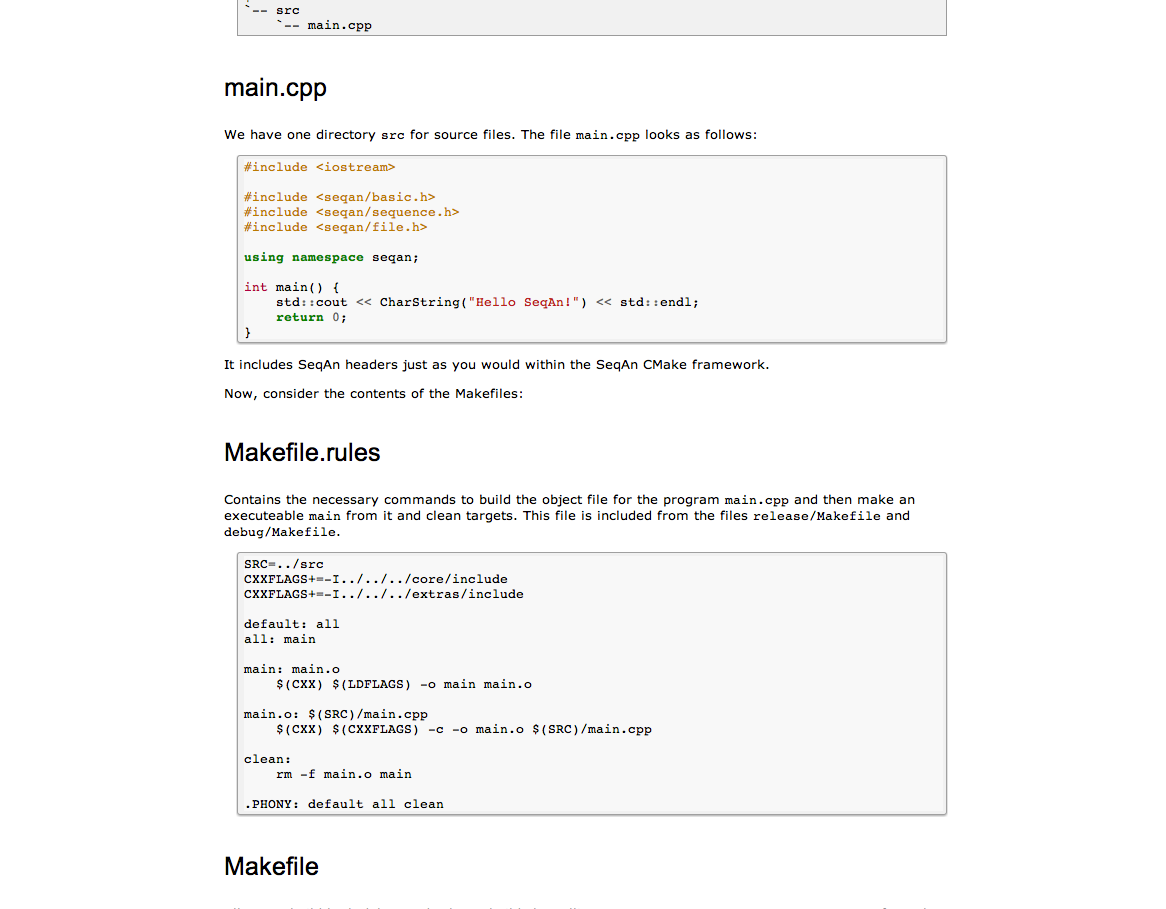 `-- src
    `-- main.cpp
main.cpp
We have one directory src for source files. The file main.cpp looks as follows:
#include <iostream>
#include <seqan/basic.h>
#include <seqan/sequence.h>
#include <seqan/file.h>
using namespace seqan;
int main() {
    std::cout << CharString("Hello SeqAn!") << std::endl;
    return 0;
}
It includes SeqAn headers just as you would within the SeqAn CMake framework.
Now, consider the contents of the Makefiles:
Makefile.rules
Contains the necessary commands to build the object file for the program main.cpp and then make an
executeable main from it and clean targets. This file is included from the files release/Makefile and
debug/Makefile.
SRC=../src
CXXFLAGS+=-I../../../core/include
CXXFLAGS+=-I../../../extras/include
default: all
all: main
main: main.o
    $(CXX) $(LDFLAGS) -o main main.o
main.o: $(SRC)/main.cpp
    $(CXX) $(CXXFLAGS) -c -o main.o $(SRC)/main.cpp
clean:
    rm -f main.o main
.PHONY: default all clean
Makefile